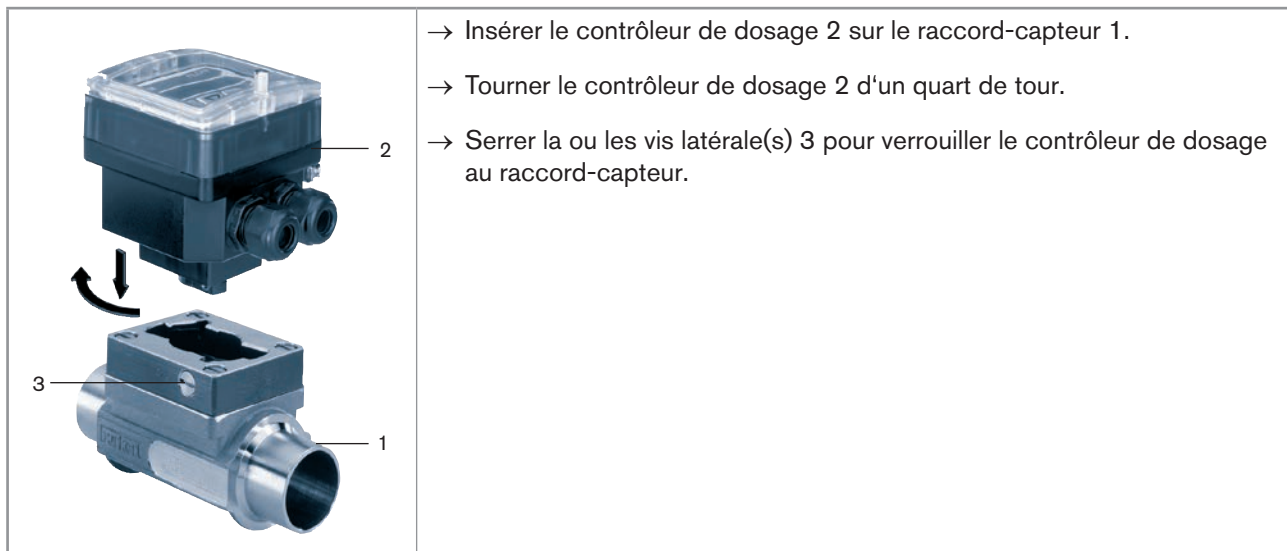 → Insérer le contrôleur de dosage 2 sur le raccord-capteur 1.
→ Tourner le contrôleur de dosage 2 d‘un quart de tour.
→ Serrer la ou les vis latérale(s) 3 pour verrouiller le contrôleur de dosage
au raccord-capteur.
2
3
1
bürkert